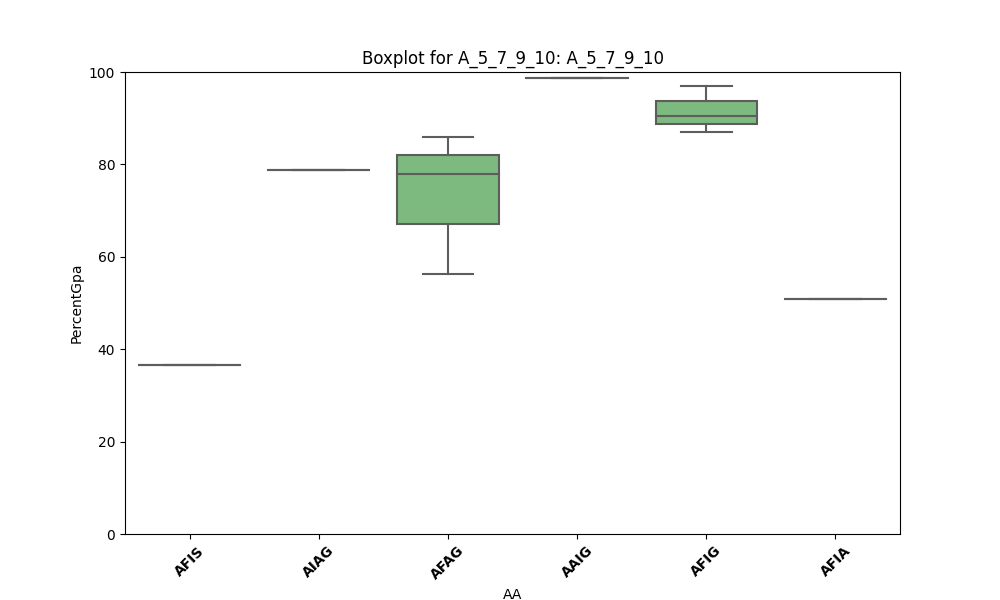 Boxplot for A_5_7_9_10: A_5_7_9_10
100
80
60
40
20
0
PercentGpa
AFIS
AIAG
AFAG
AAIG
AFIG
AFIA
AA